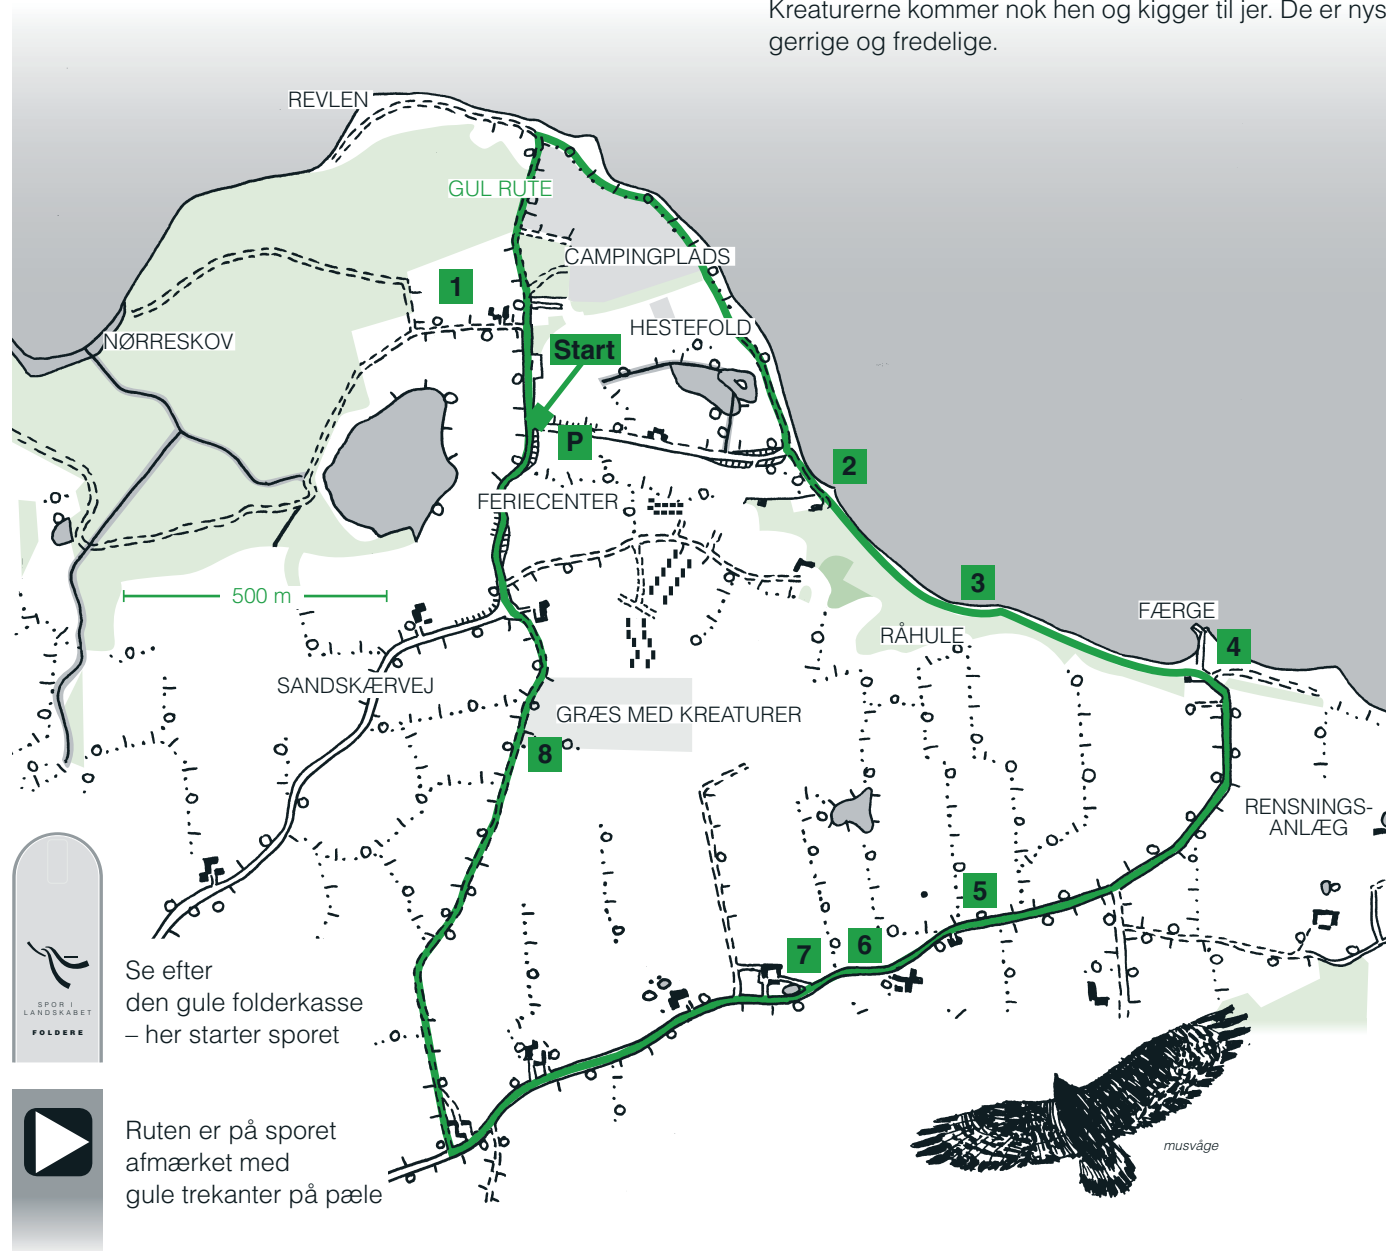 Kreaturerne kommer nok hen og kigger til jer. De er nys
gerrige og fredelige.
REVLEN
GUL RUTE
CAMPINGPLADS
1
HESTEFOLD
NØRRESKOV
Start
P
2
FERIECENTER
3
500 m
FÆRGE
RÅHULE
4
SANDSKÆRVEJ
GRÆS MED KREATURER
8
RENSNINGS-
ANLÆG
5
6
7
Se efter
den gule folderkasse
– her starter sporet
SPOR I
LANDSKABET
FOLDERE
Ruten er på sporet
afmærket med
gule trekanter på pæle
musvåge